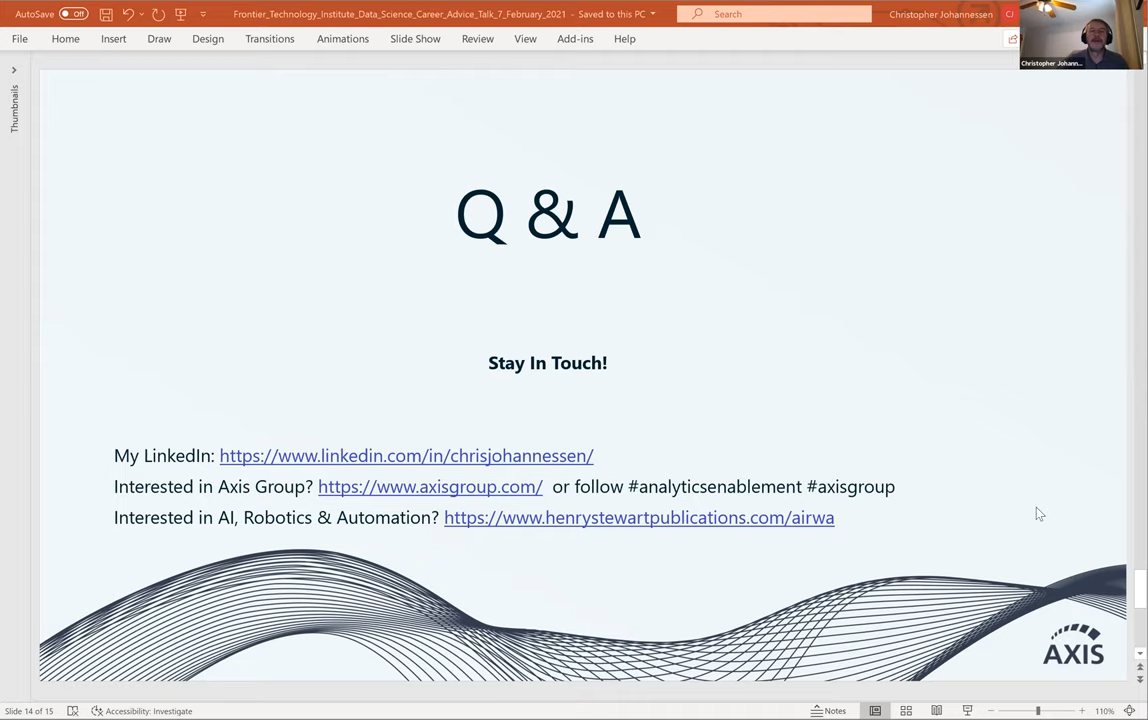 AutoSave Off Frontier_Technology_Institute_Data_Science_Career_Advice_Talk_7_February_2021 - Saved to this PC Search Christopher Johannessen CJ
File Home Insert Draw Design Transitions Animations Slide Show Review View Add-ins Help
Christopher Johann...
Thumbnails
Q & A
Stay In Touch!
My LinkedIn: https://www.linkedin.com/in/chrisjohannessen/
Interested in Axis Group? https://www.axisgroup.com/ or follow #analyticsenablement #axisgroup
Interested in AI, Robotics & Automation? https://www.henrystewartpublications.com/airwa
AXIS
Slide 14 of 15 Accessibility: Investigate Notes 110%